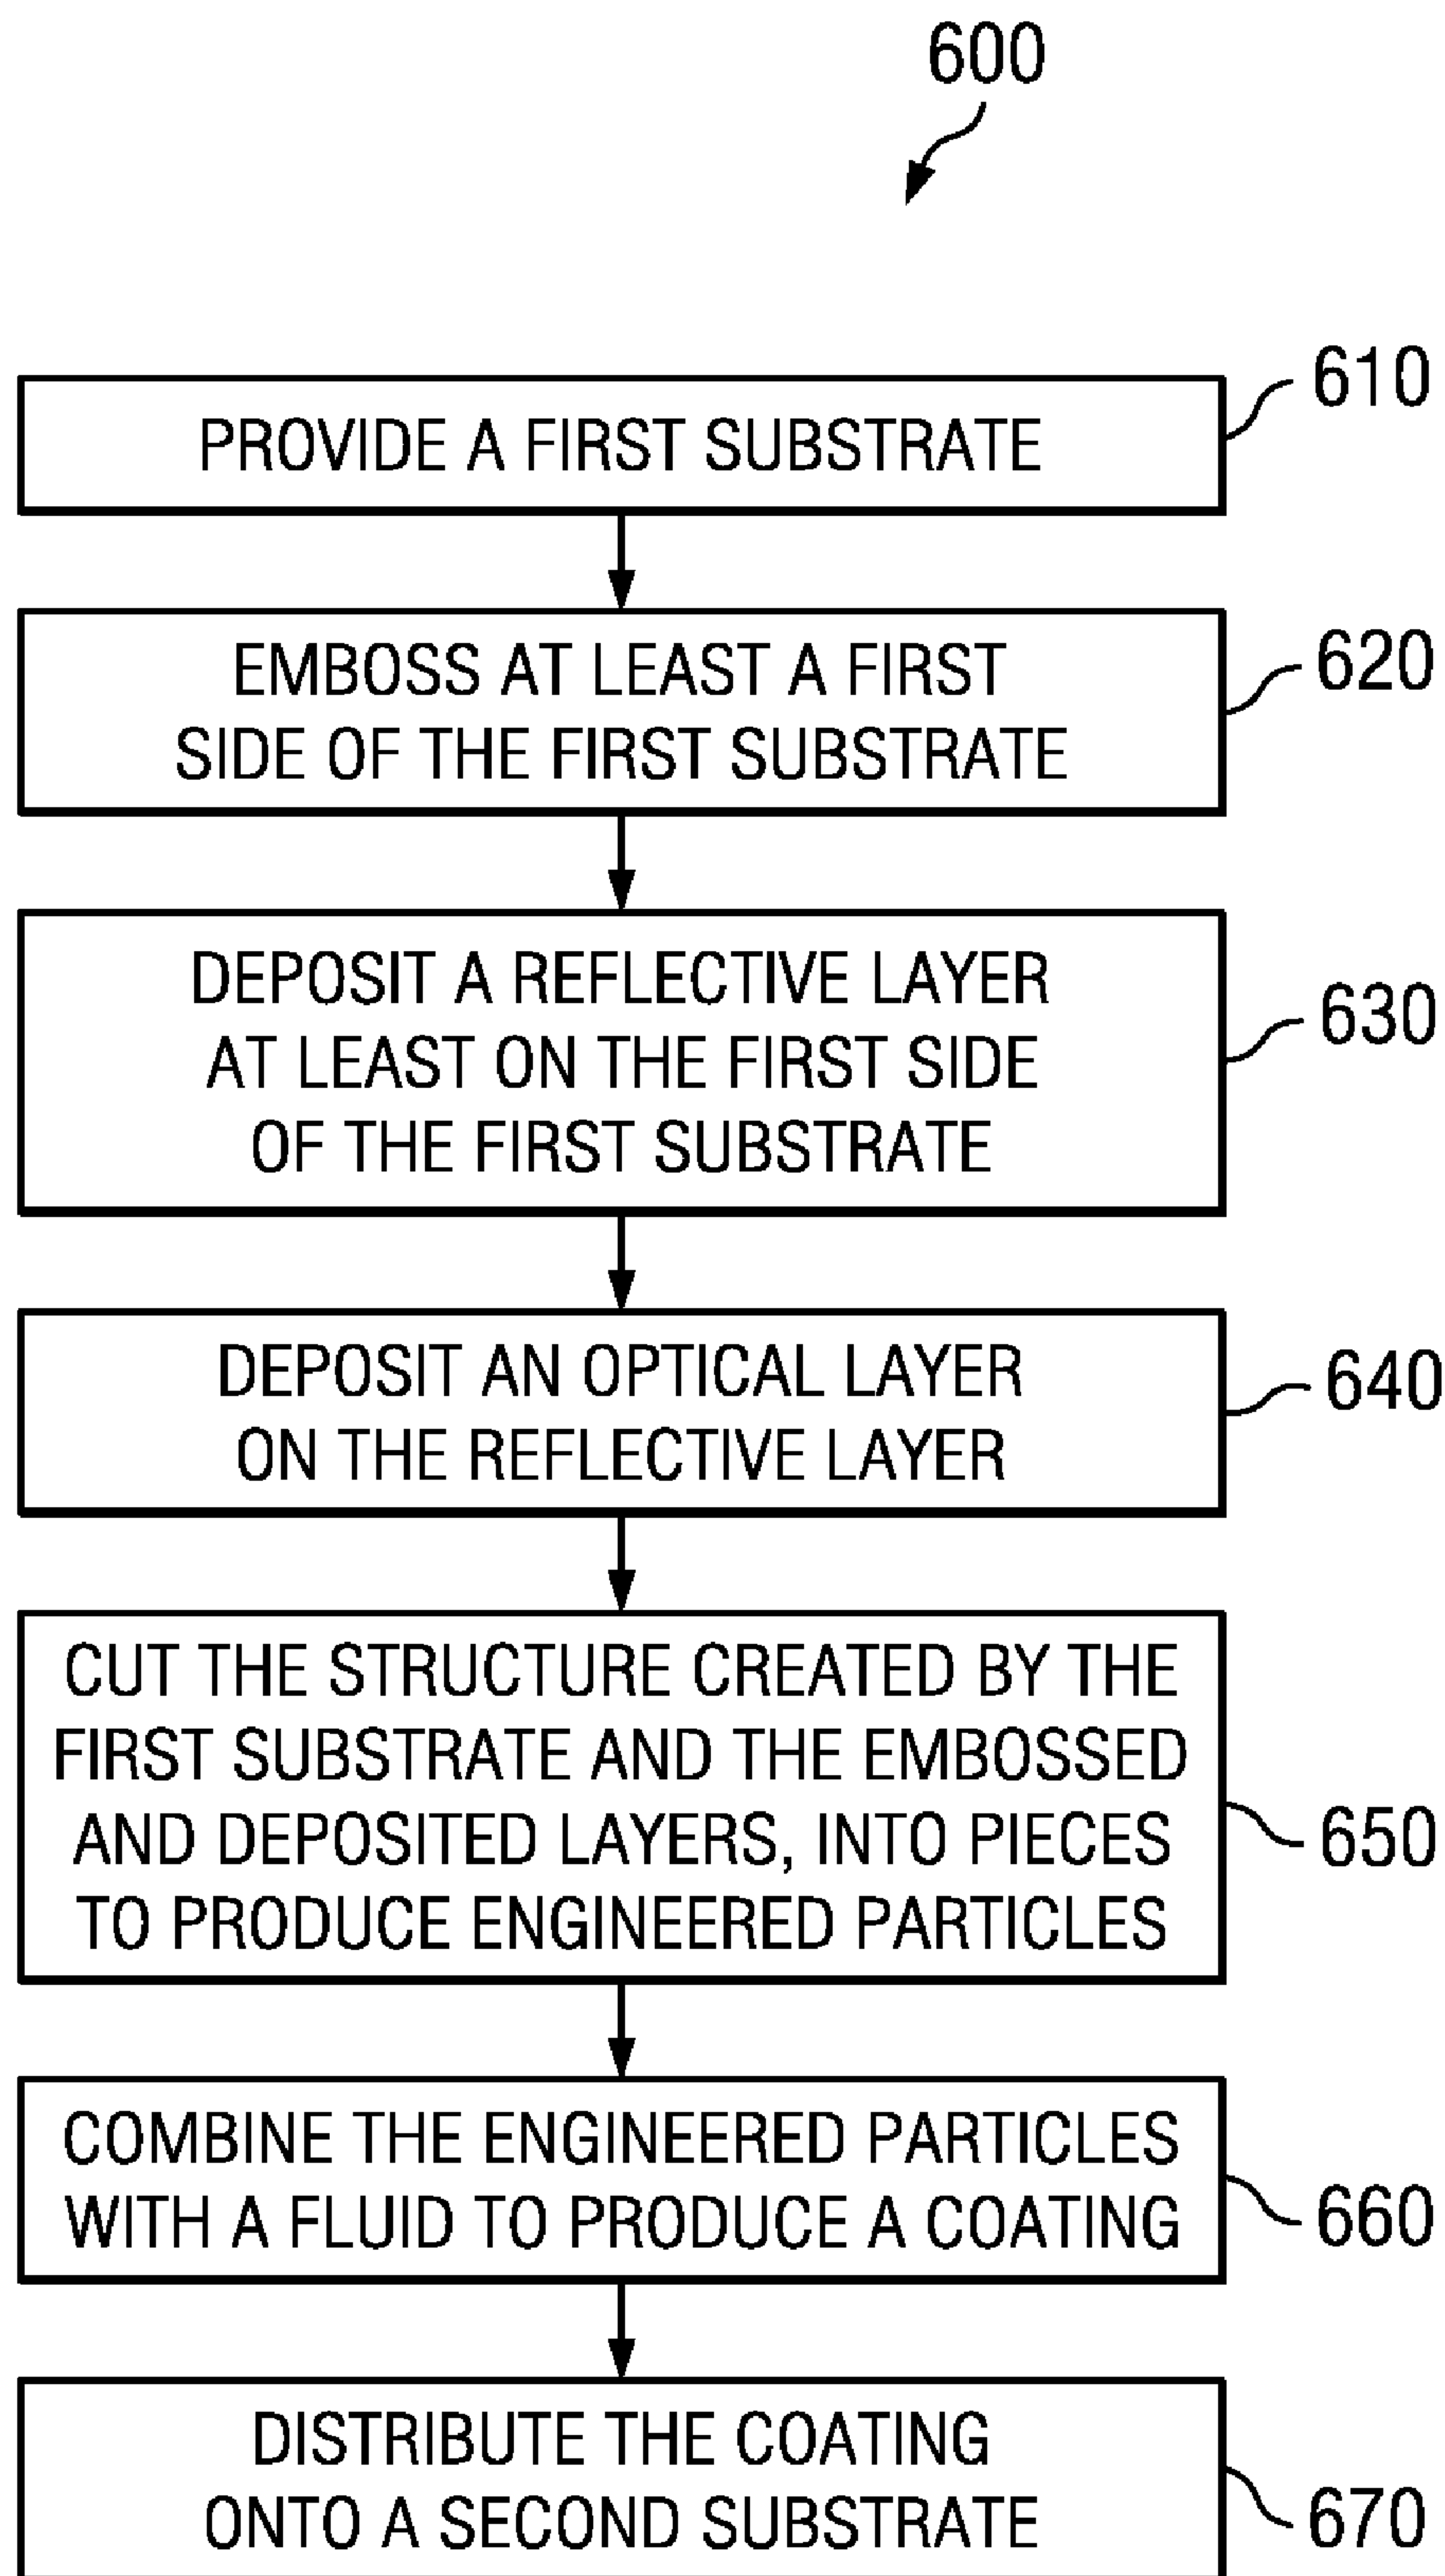 600
610
PROVIDE A FIRST SUBSTRATE
620
EMBOSS AT LEAST A FIRST
SIDE OF THE FIRST SUBSTRATE
630
DEPOSIT A REFLECTIVE LAYER
AT LEAST ON THE FIRST SIDE
OF THE FIRST SUBSTRATE
640
DEPOSIT AN OPTICAL LAYER
ON THE REFLECTIVE LAYER
650
CUT THE STRUCTURE CREATED BY THE
FIRST SUBSTRATE AND THE EMBOSSED
AND DEPOSITED LAYERS, INTO PIECES
TO PRODUCE ENGINEERED PARTICLES
660
COMBINE THE ENGINEERED PARTICLES
WITH A FLUID TO PRODUCE A COATING
670
DISTRIBUTE THE COATING
ONTO A SECOND SUBSTRATE